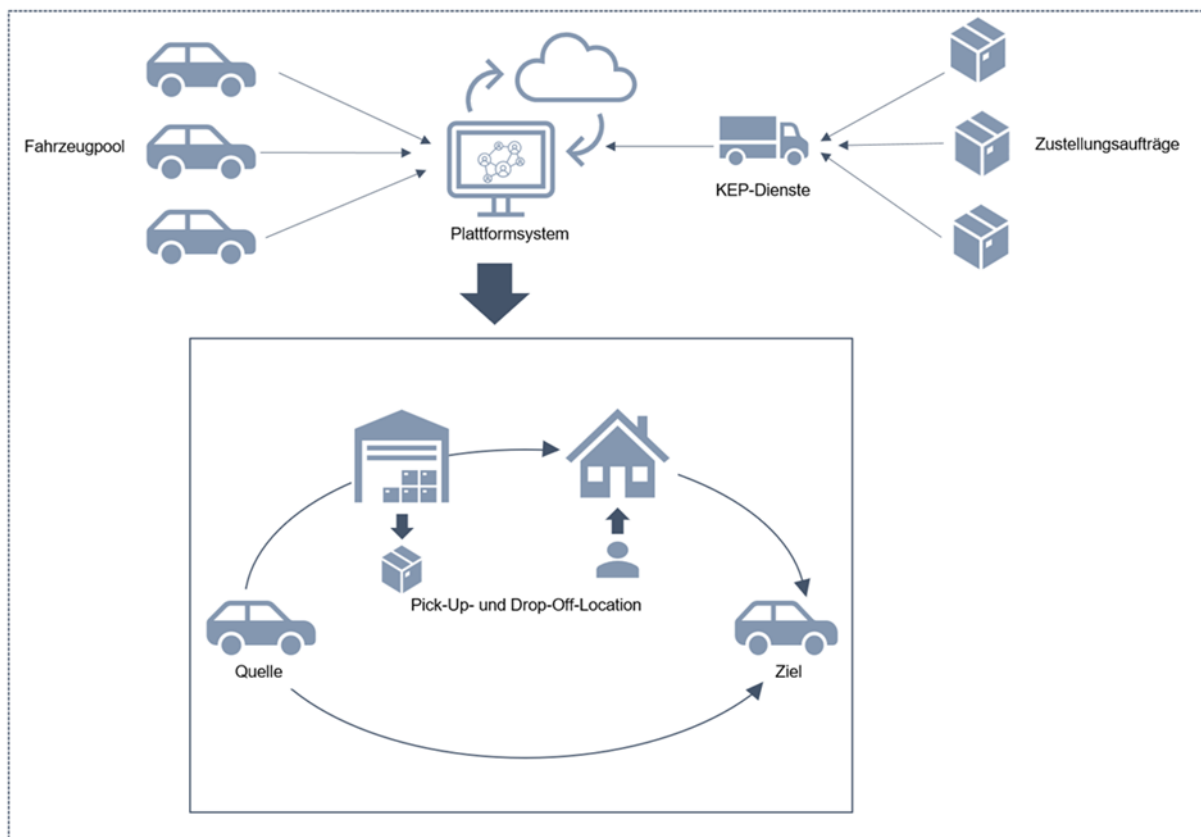 Fahrzeugpool
Zustellungsaufträge
KEP-Dienste
Plattformsystem
Pick-Up- und Drop-Off-Location
Quelle
Ziel